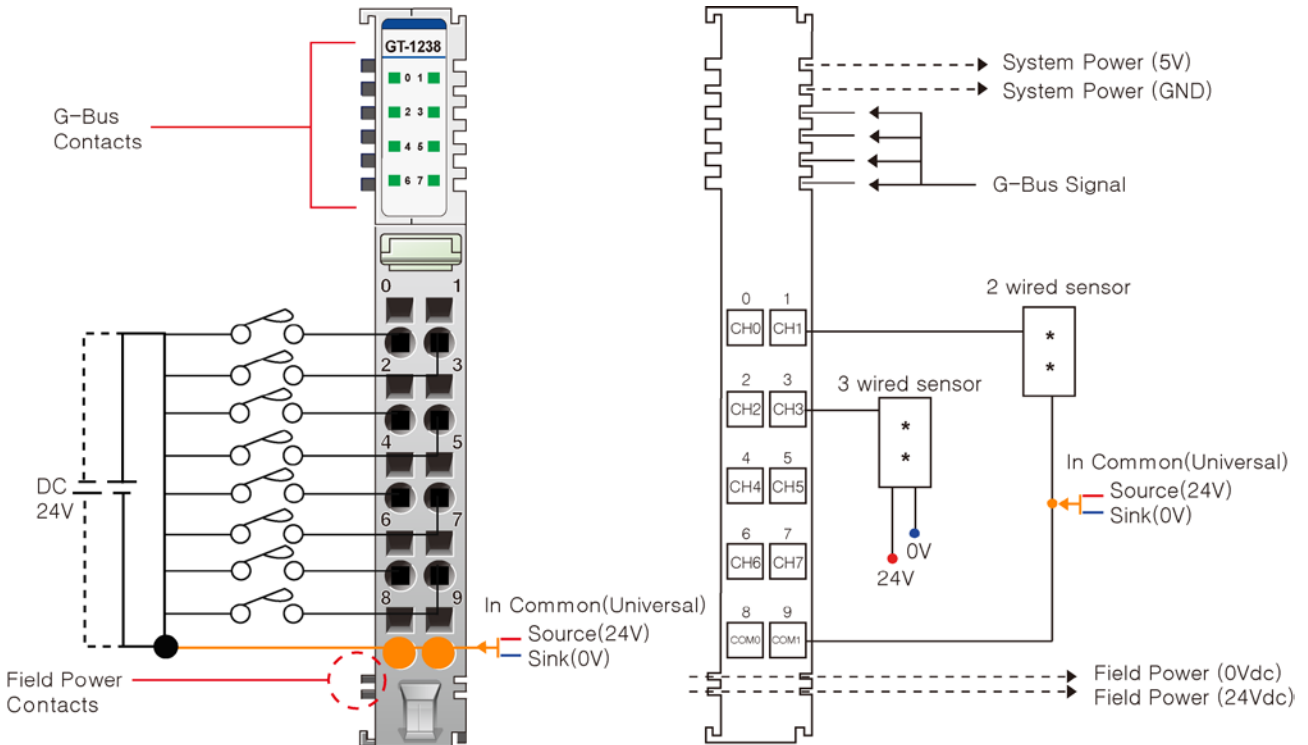 GT-1238
0 1
2 3
4 5
6 7
G-Bus
Contacts
0 1
2 3
4 5
6 7
8 9
DC
24V
In Common(Universal)
Source(24V)
Sink(0V)
Field Power
Contacts
System Power (5V)
System Power (GND)
G-Bus Signal
2 wired sensor
0 1
CH0 CH1
*
*
3 wired sensor
2 3
CH2 CH3
*
*
4 5
CH4 CH5
In Common(Universal)
Source(24V)
Sink(0V)
6 7
CH6 CH7
0V
24V
8 9
COM0 COM1
Field Power (0Vdc)
Field Power (24Vdc)